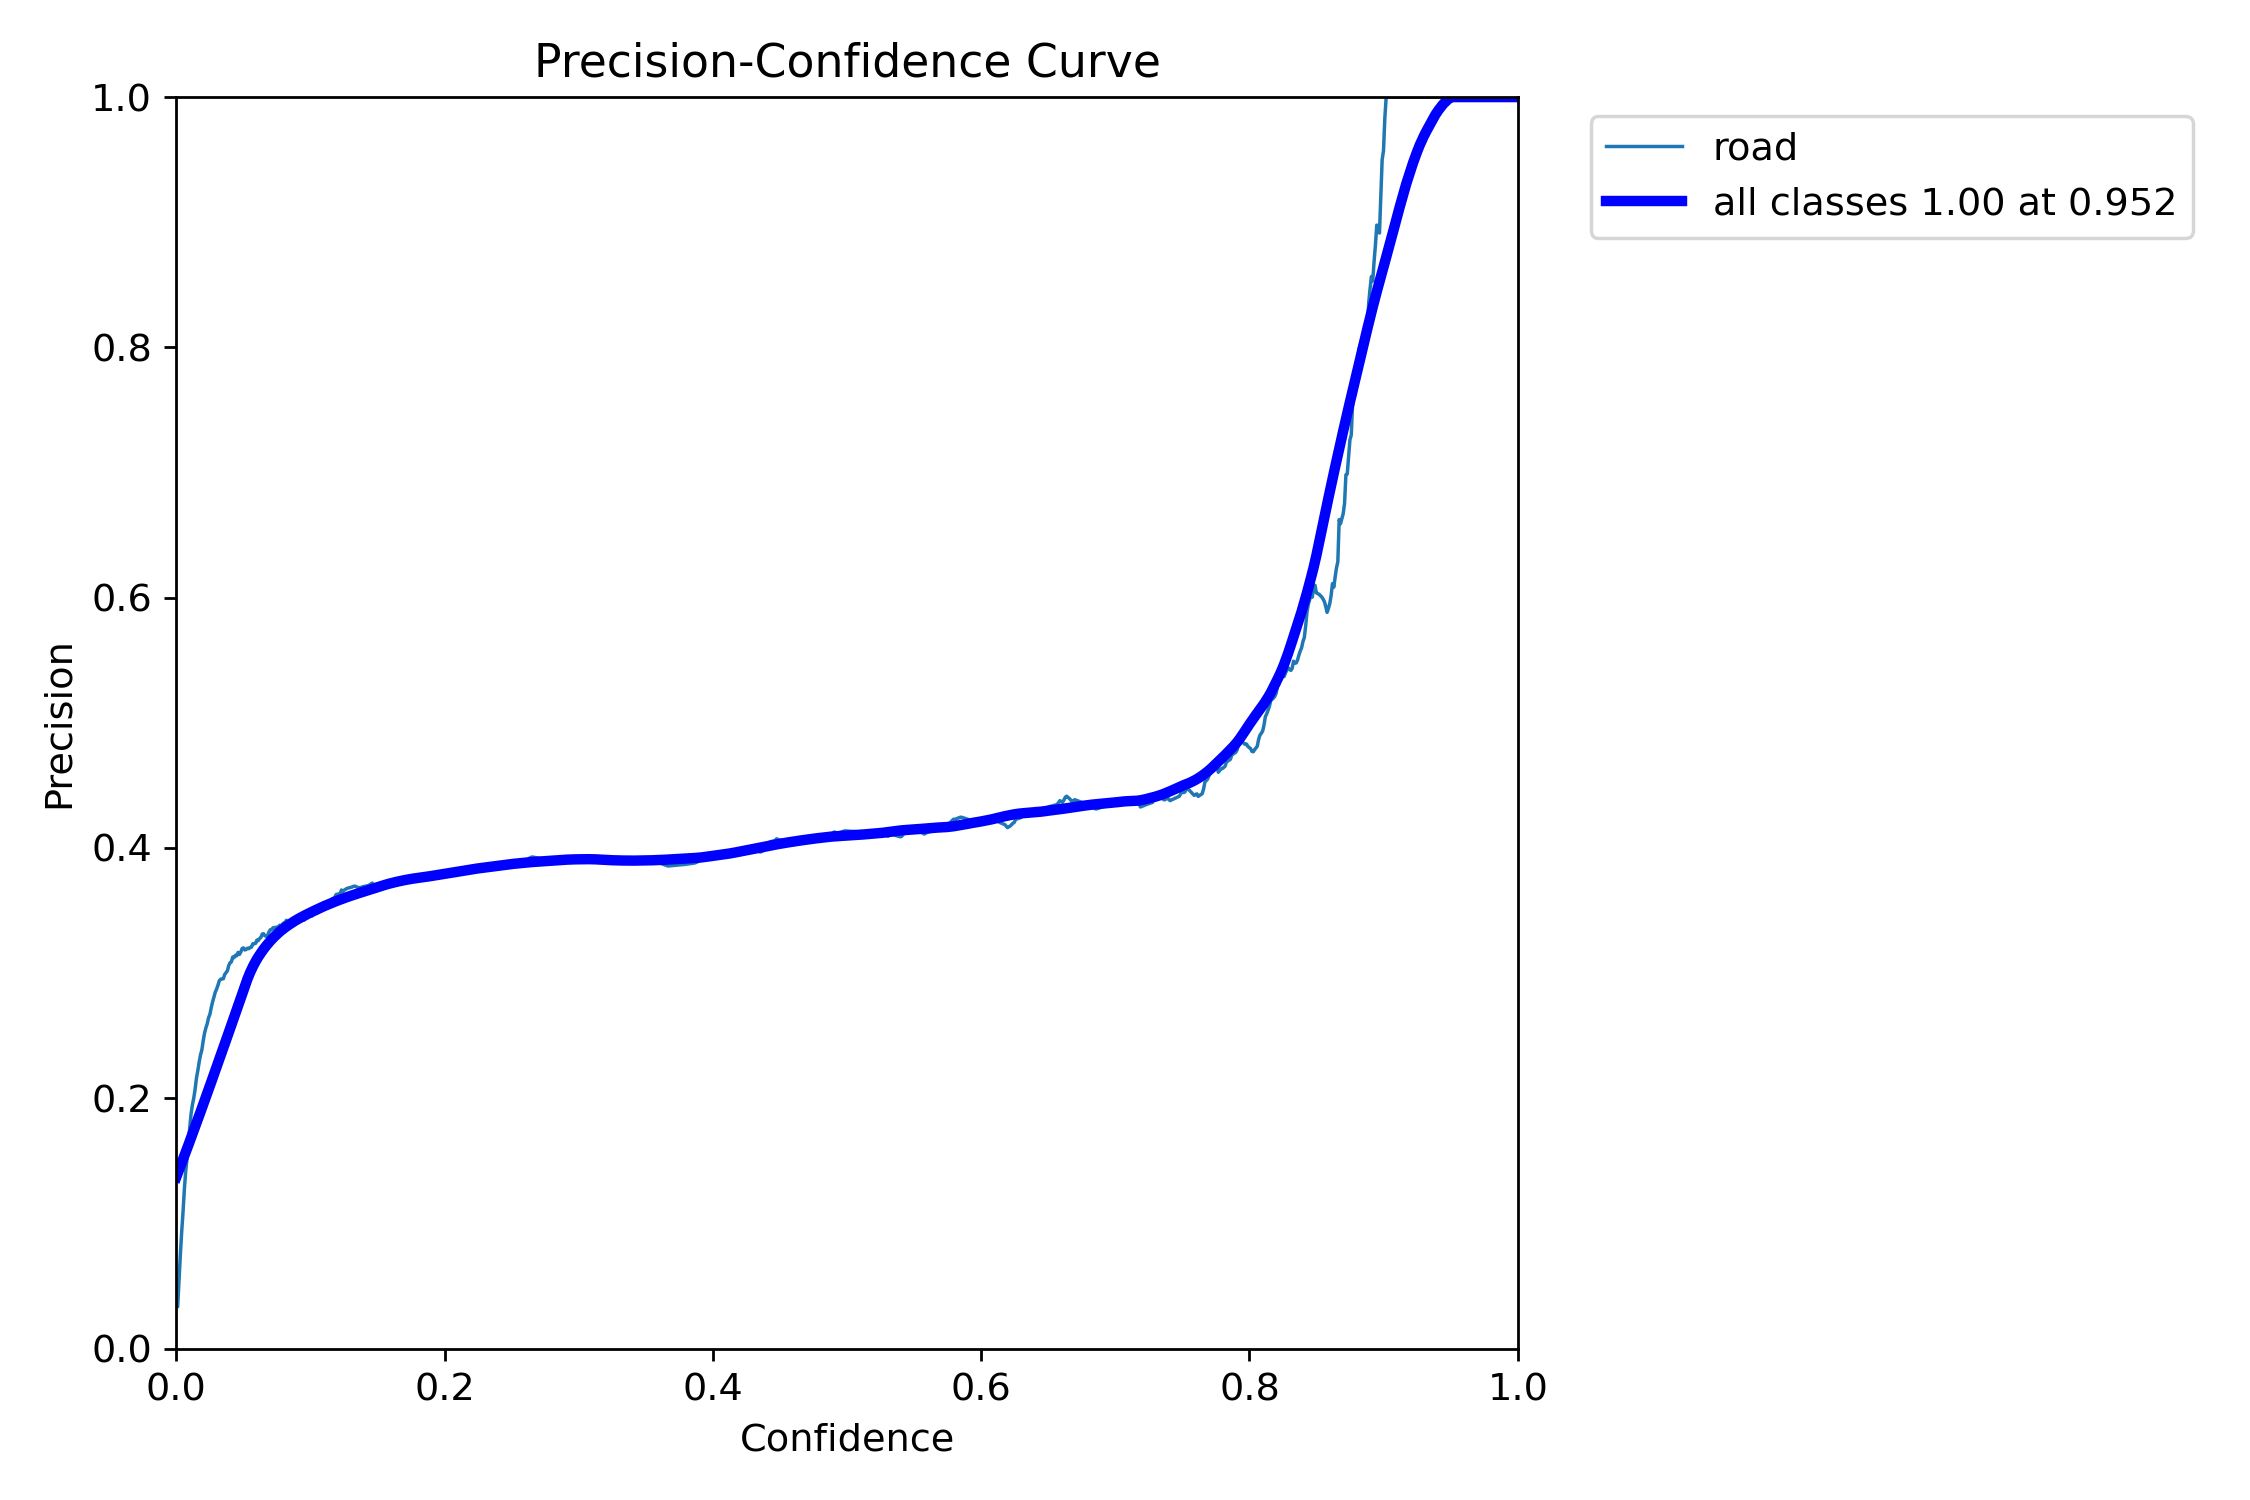 Precision-Confidence Curve
1.0
0.8
0.6
0.4
0.2
0.0
Precision
0.0 0.2 0.4 0.6 0.8 1.0
Confidence
road
all classes 1.00 at 0.952